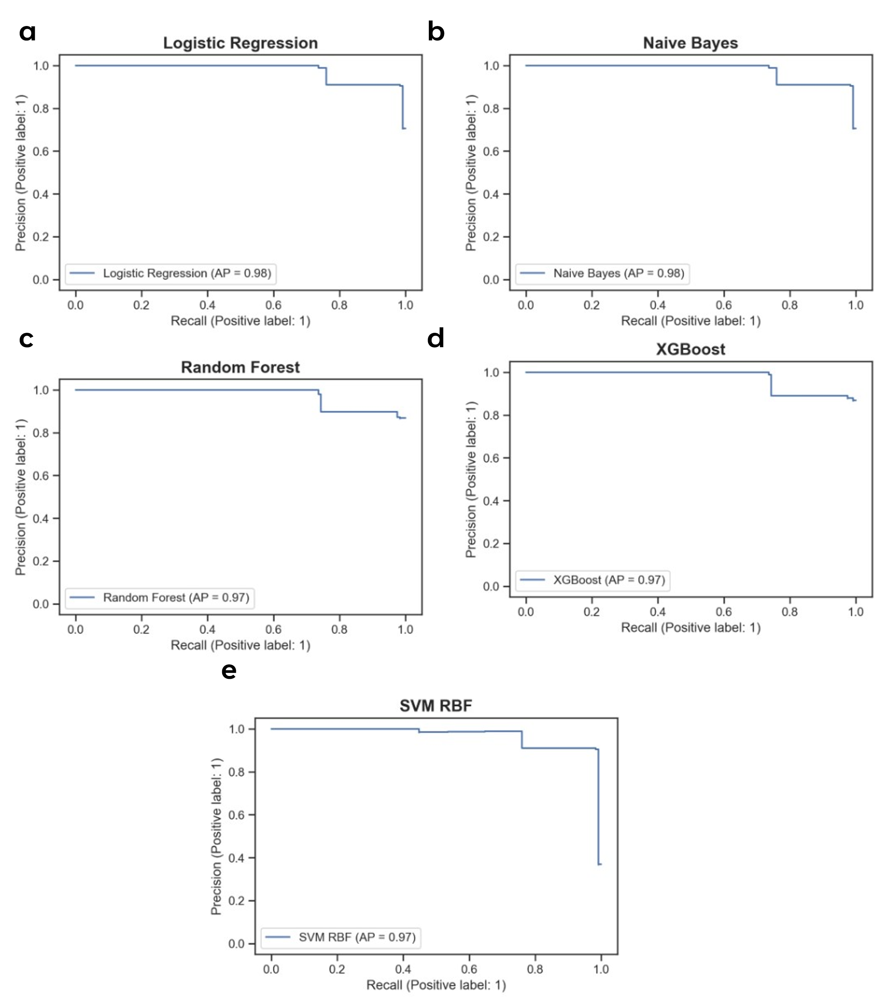 a
Logistic Regression
1.0
0.8
0.6
0.4
0.2
0.0
Precision (Positive label: 1)
Logistic Regression (AP = 0.98)
0.0 0.2 0.4 0.6 0.8 1.0
Recall (Positive label: 1)
b
Naive Bayes
1.0
0.8
0.6
0.4
0.2
0.0
Precision (Positive label: 1)
Naive Bayes (AP = 0.98)
0.0 0.2 0.4 0.6 0.8 1.0
Recall (Positive label: 1)
c
Random Forest
1.0
0.8
0.6
0.4
0.2
0.0
Precision (Positive label: 1)
Random Forest (AP = 0.97)
0.0 0.2 0.4 0.6 0.8 1.0
Recall (Positive label: 1)
d
XGBoost
1.0
0.8
0.6
0.4
0.2
0.0
Precision (Positive label: 1)
XGBoost (AP = 0.97)
0.0 0.2 0.4 0.6 0.8 1.0
Recall (Positive label: 1)
e
SVM RBF
1.0
0.8
0.6
0.4
0.2
0.0
Precision (Positive label: 1)
SVM RBF (AP = 0.97)
0.0 0.2 0.4 0.6 0.8 1.0
Recall (Positive label: 1)